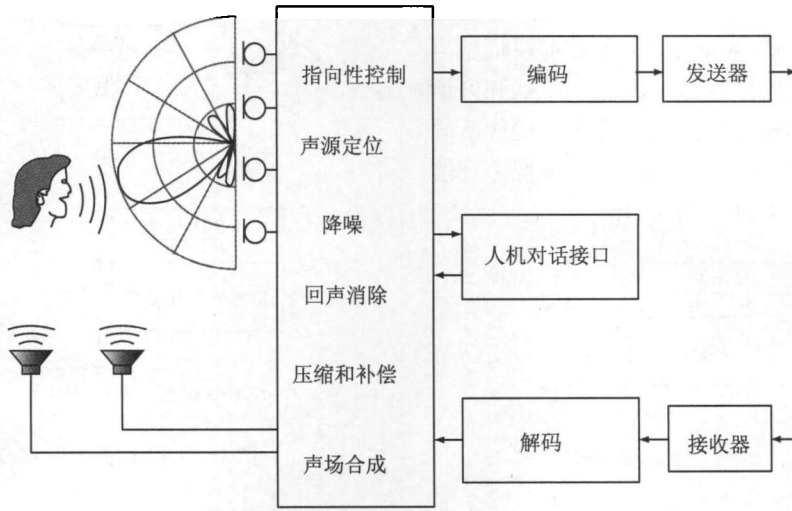 指向性控制
声源定位
降噪
回声消除
压缩和补偿
声场合成
编码
发送器
人机对话接口
解码
接收器